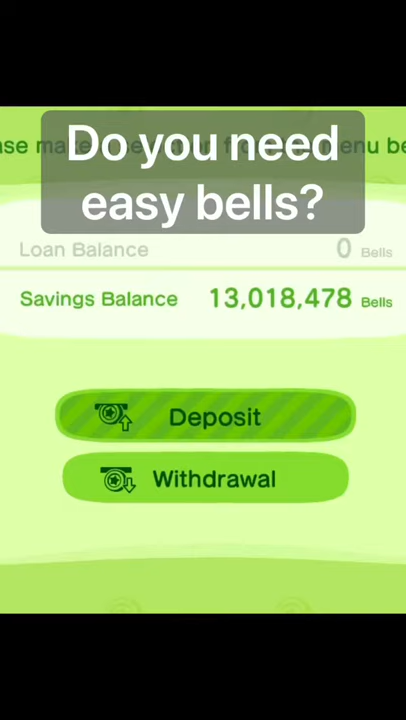 Do you need
easy bells?
Loan Balance 0 Bells
Savings Balance 13,018,478 Bells
Deposit
Withdrawal